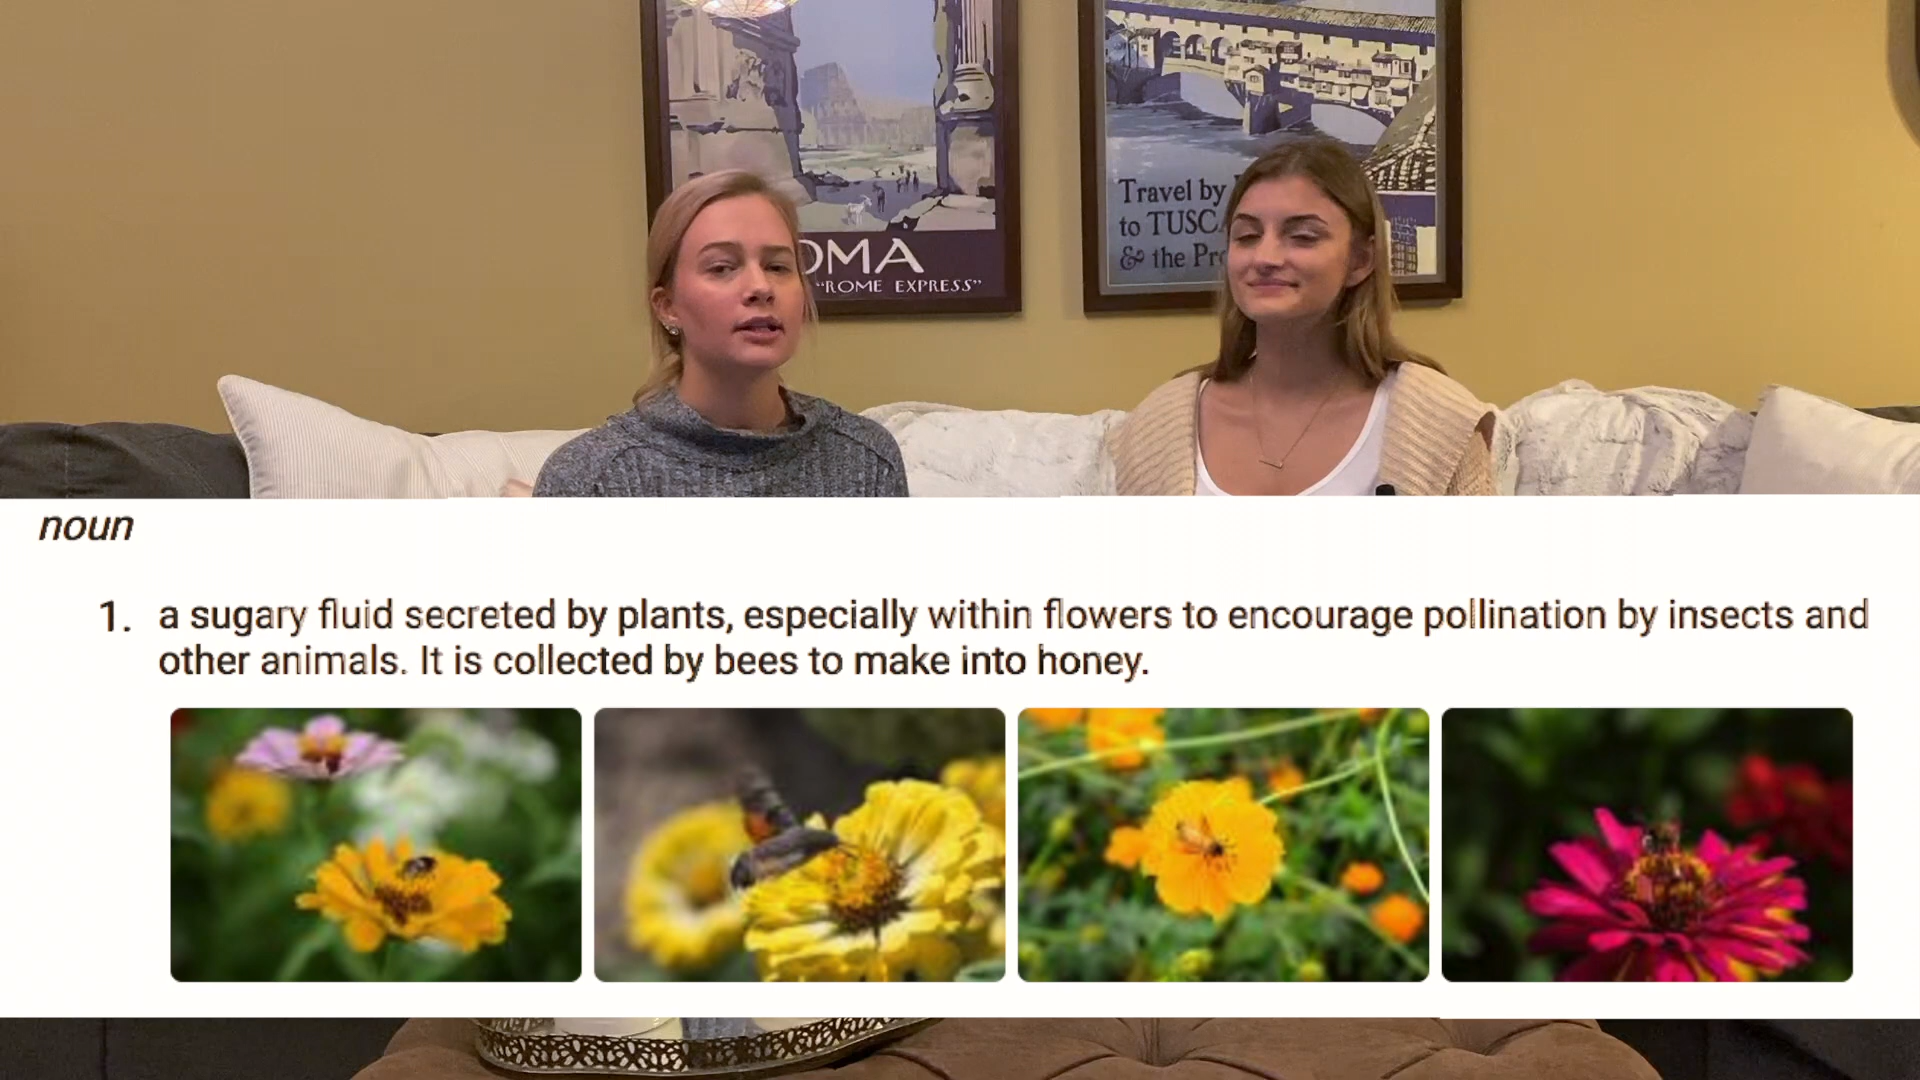 OMA
“ROME EXPRESS”
Travel by
to TUSC
& the Pr
noun
1. a sugary fluid secreted by plants, especially within flowers to encourage pollination by insects and
other animals. It is collected by bees to make into honey.